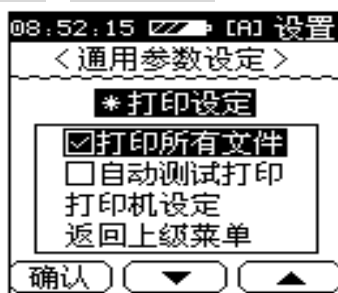 08:52:15 [A] 设置
<通用参数设定>
*打印设定
☑打印所有文件
☐自动测试打印
打印机设定
返回上级菜单
确认 ▼ ▲